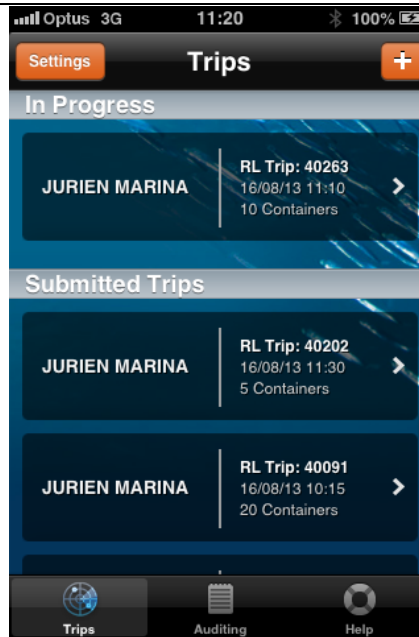 Optus 3G 11:20 100%
Settings Trips +
In Progress
JURIEN MARINA
RL Trip: 40263
16/08/13 11:10
10 Containers
Submitted Trips
JURIEN MARINA
RL Trip: 40202
16/08/13 11:30
5 Containers
JURIEN MARINA
RL Trip: 40091
16/08/13 10:15
20 Containers
Trips Auditing Help